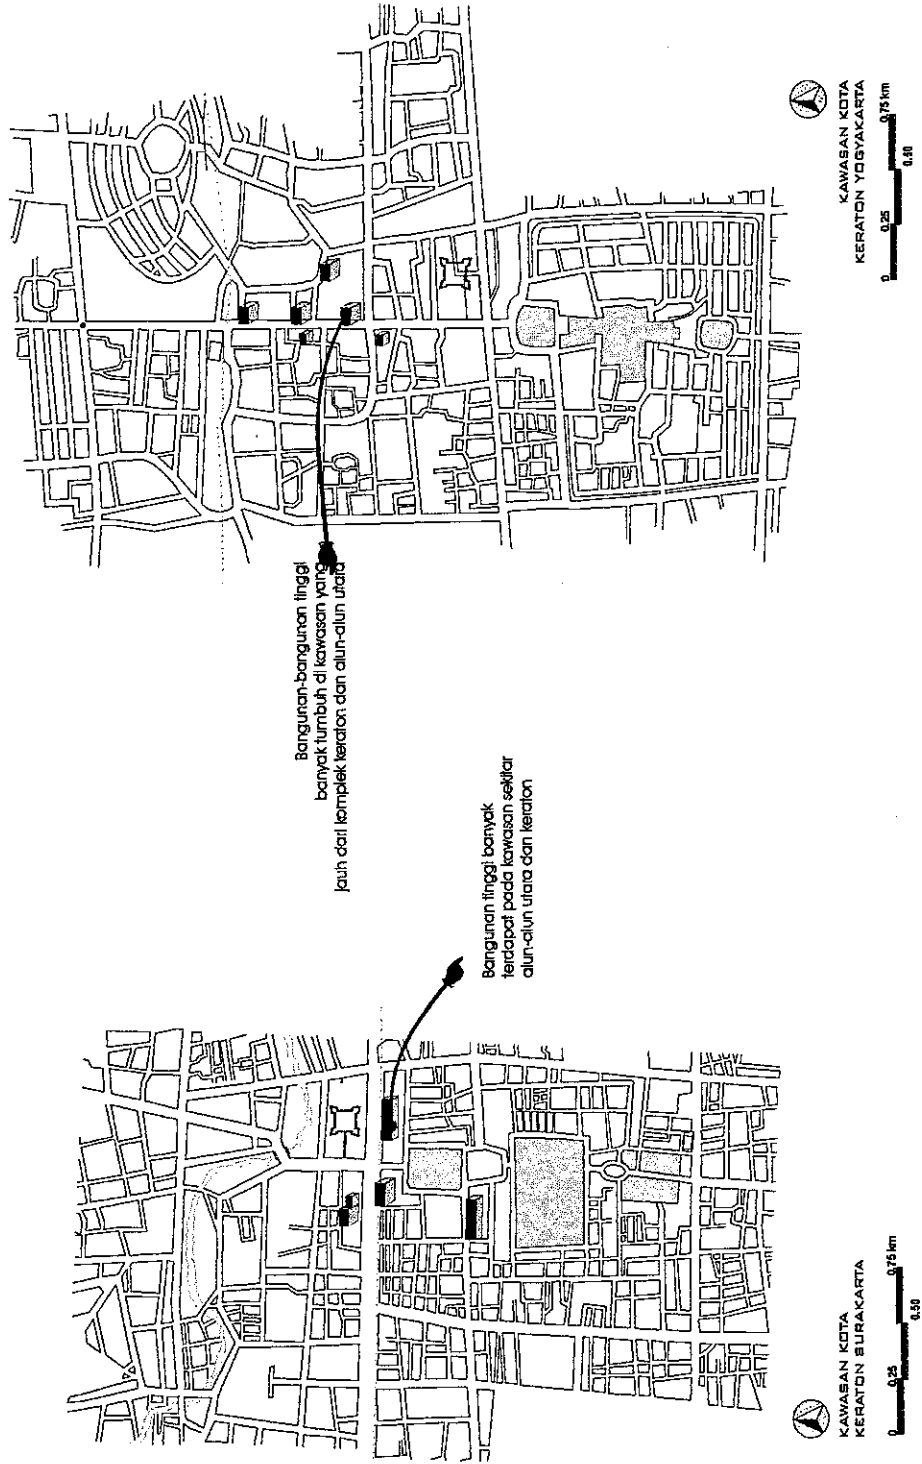 Bangunan-bangunan tinggi
banyak tumbuh di kawasan yang
jauh dari komplek keraton dan alun-alun utara
KAWASAN KOTA
KERATON YOGYAKARTA
0 0.25 0.75 km
0.50
Bangunan tinggi banyak
terdapat pada kawasan sekitar
alun-alun utara dan keraton
KAWASAN KOTA
KERATON SURAKARTA
0 0.25 0.75 km
0.50